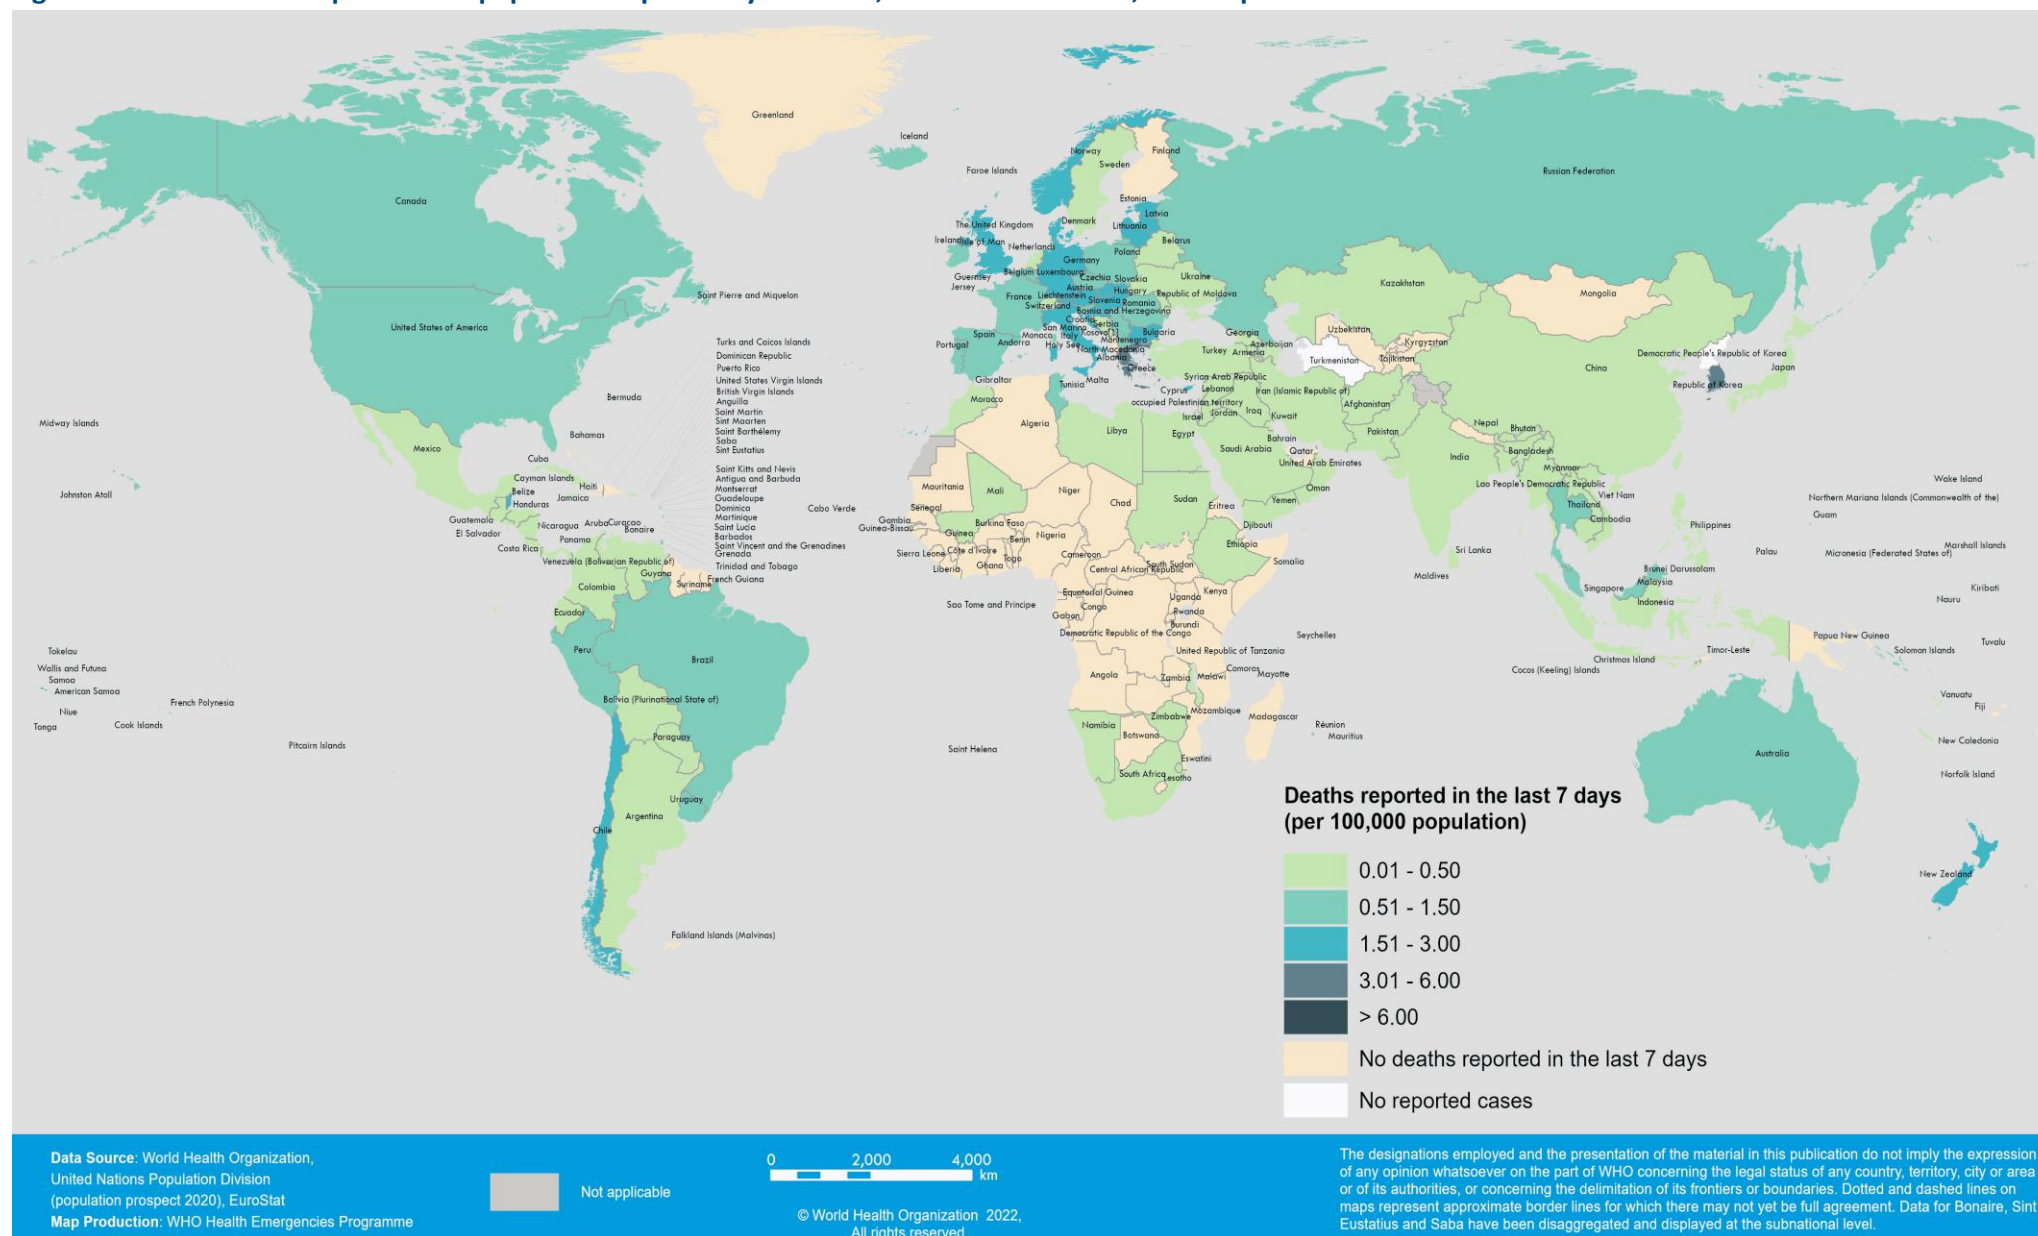 Greenland
Iceland
Faroe Islands
Norway
Sweden
Finland
Russian Federation
Canada
Estonia
Latvia
Denmark
Lithuania
The United Kingdom
Ireland
Isle of Man
Netherlands
Belarus
Poland
Germany
Belgium
Luxembourg
Guernsey
Jersey
Czechia
Slovakia
Ukraine
Austria
Hungary
Republic of Moldova
France
Liechtenstein
Switzerland
Slovenia
Romania
Bosnia and Herzegovina
Croatia
Serbia
San Marino
Kosovo[1]
Monaco
Italy
Montenegro
Bulgaria
Holy See
North Macedonia
Albania
Greece
Spain
Andorra
Portugal
Gibraltar
Tunisia
Malta
Georgia
Azerbaijan
Turkey
Armenia
Kazakhstan
Mongolia
Uzbekistan
Kyrgyzstan
Turkmenistan
Tajikistan
Democratic People's Republic of Korea
Japan
China
Republic of Korea
Saint Pierre and Miquelon
United States of America
Turks and Caicos Islands
Dominican Republic
Puerto Rico
United States Virgin Islands
British Virgin Islands
Anguilla
Saint Martin
Sint Maarten
Saint Barthélemy
Saba
Sint Eustatius
Saint Kitts and Nevis
Antigua and Barbuda
Montserrat
Guadeloupe
Dominica
Martinique
Saint Lucia
Barbados
Saint Vincent and the Grenadines
Grenada
Trinidad and Tobago
French Guiana
Bermuda
Bahamas
Midway Islands
Mexico
Cuba
Johnston Atoll
Cayman Islands
Belize
Haiti
Jamaica
Honduras
Guatemala
Nicaragua
Aruba
Curacao
Bonaire
El Salvador
Panama
Costa Rica
Venezuela (Bolivarian Republic of)
Guyana
Suriname
Colombia
Ecuador
Peru
Brazil
Bolivia (Plurinational State of)
Paraguay
Uruguay
Argentina
Chile
Falkland Islands (Malvinas)
Tokelau
Wallis and Futuna
Samoa
American Samoa
Niue
French Polynesia
Tonga
Cook Islands
Pitcairn Islands
Syrian Arab Republic
Cyprus
Lebanon
Iran (Islamic Republic of)
occupied Palestinian territory
Afghanistan
Israel
Jordan
Iraq
Kuwait
Morocco
Algeria
Libya
Egypt
Bahrain
Pakistan
Saudi Arabia
Qatar
United Arab Emirates
Nepal
Bhutan
India
Bangladesh
Myanmar
Oman
Yemen
Lao People's Democratic Republic
Viet Nam
Thailand
Cambodia
Philippines
Wake Island
Northern Mariana Islands (Commonwealth of the)
Guam
Palau
Micronesia (Federated States of)
Marshall Islands
Mauritania
Mali
Niger
Chad
Sudan
Eritrea
Cabo Verde
Senegal
Gambia
Guinea-Bissau
Guinea
Burkina Faso
Benin
Nigeria
Djibouti
Ethiopia
Sierra Leone
Côte d'Ivoire
Togo
Ghana
Liberia
Cameroon
Central African Republic
South Sudan
Somalia
Sri Lanka
Maldives
Brunei Darussalam
Malaysia
Singapore
Indonesia
Kiribati
Nauru
Equatorial Guinea
Sao Tome and Principe
Congo
Gabon
Uganda
Kenya
Rwanda
Burundi
Democratic Republic of the Congo
Seychelles
United Republic of Tanzania
Papua New Guinea
Timor-Leste
Solomon Islands
Tuvalu
Christmas Island
Cocos (Keeling) Islands
Angola
Zambia
Malawi
Comoros
Mayotte
Vanuatu
Fiji
Mozambique
Zimbabwe
Madagascar
Namibia
Botswana
Réunion
Mauritius
New Caledonia
Saint Helena
Eswatini
South Africa
Lesotho
Australia
Norfolk Island
New Zealand
Deaths reported in the last 7 days
(per 100,000 population)
0.01 - 0.50
0.51 - 1.50
1.51 - 3.00
3.01 - 6.00
> 6.00
No deaths reported in the last 7 days
No reported cases
Data Source: World Health Organization,
United Nations Population Division
(population prospect 2020), EuroStat
Map Production: WHO Health Emergencies Programme
Not applicable
0 2,000 4,000
km
© World Health Organization 2022,
All rights reserved
The designations employed and the presentation of the material in this publication do not imply the expression
of any opinion whatsoever on the part of WHO concerning the legal status of any country, territory, city or area
or of its authorities, or concerning the delimitation of its frontiers or boundaries. Dotted and dashed lines on
maps represent approximate border lines for which there may not yet be full agreement. Data for Bonaire, Sint
Eustatius and Saba have been disaggregated and displayed at the subnational level.